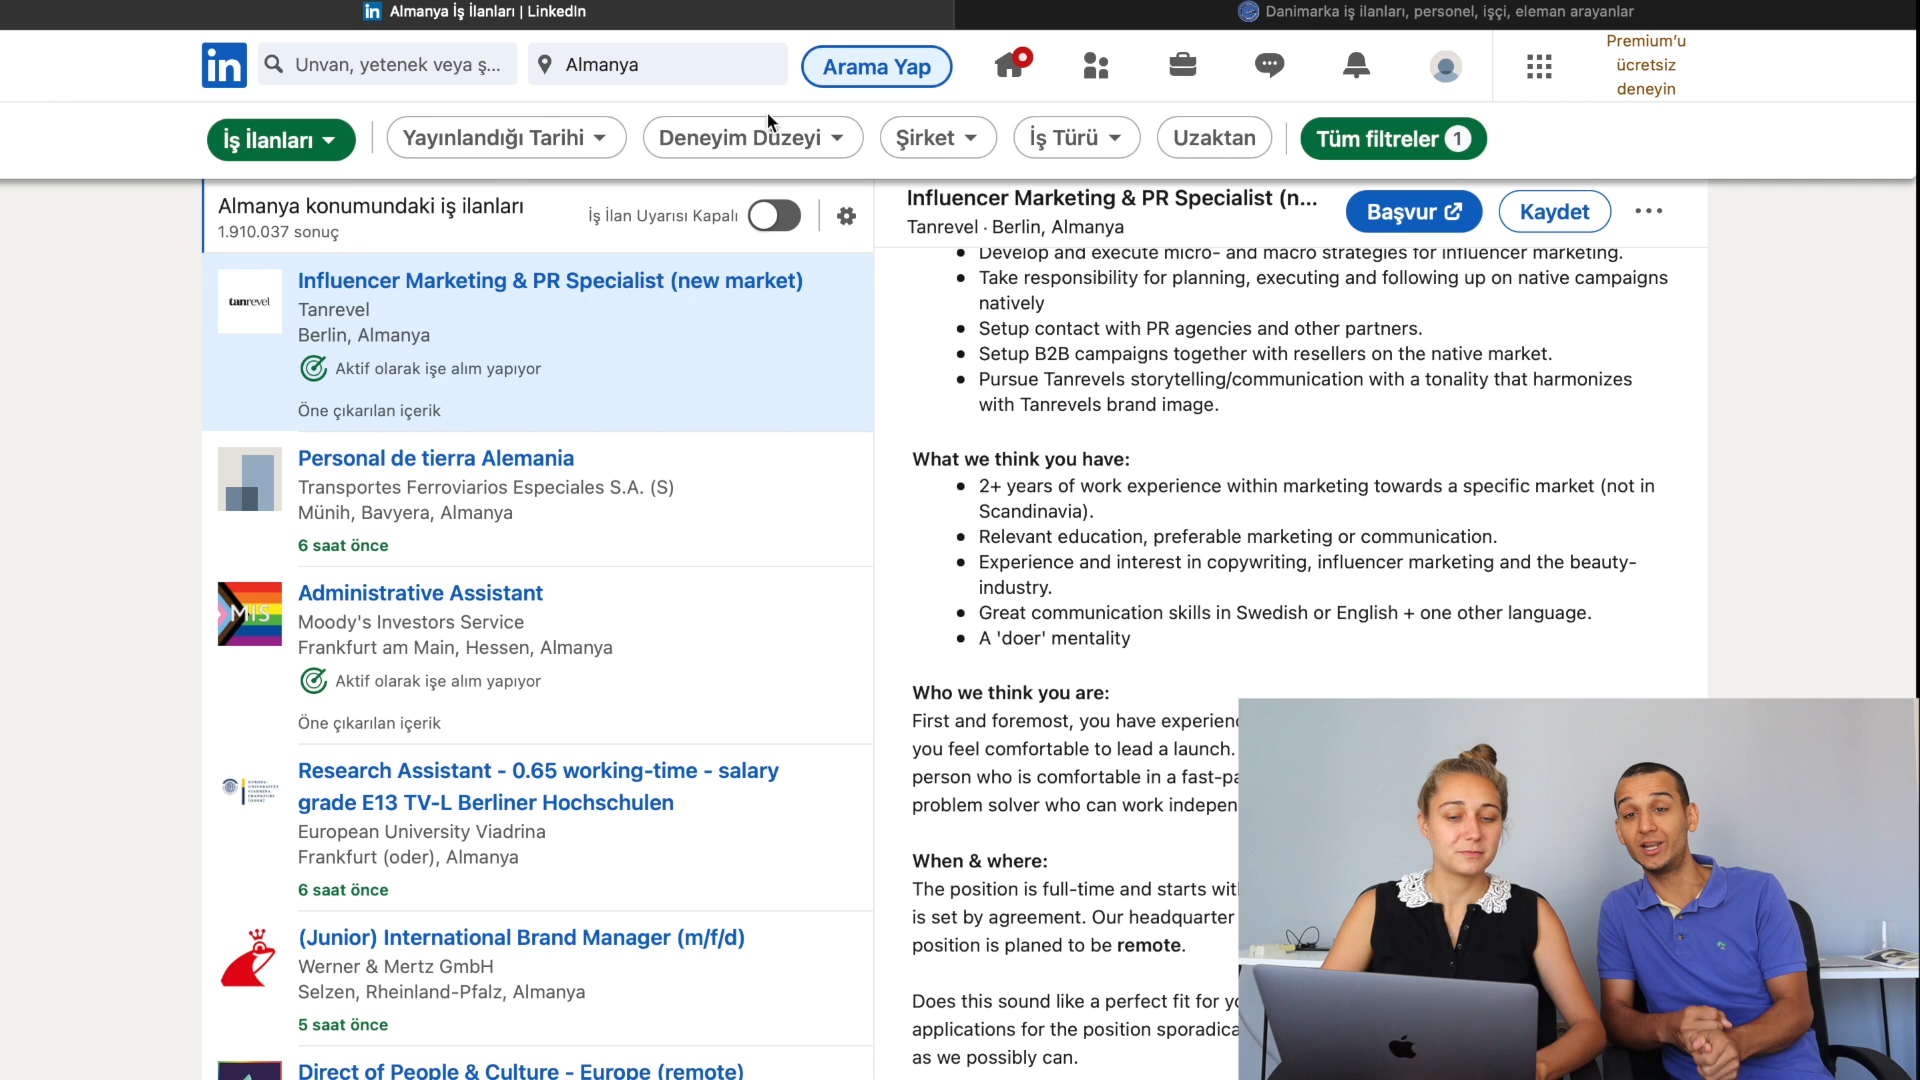 Almanya İş İlanları | LinkedIn
Danimarka iş ilanları, personel, işçi, eleman arayanlar
in
Unvan, yetenek veya ş...
Almanya
Arama Yap
Premium'u
ücretsiz
deneyin
İş İlanları
Yayınlandığı Tarihi
Deneyim Düzeyi
Şirket
İş Türü
Uzaktan
Tüm filtreler 1
Almanya konumundaki iş ilanları
1.910.037 sonuç
İş İlan Uyarısı Kapalı
tanrevel
Influencer Marketing & PR Specialist (new market)
Tanrevel
Berlin, Almanya
Aktif olarak işe alım yapıyor
Öne çıkarılan içerik
Personal de tierra Alemania
Transportes Ferroviarios Especiales S.A. (S)
Münih, Bavyera, Almanya
6 saat önce
MIS
Administrative Assistant
Moody's Investors Service
Frankfurt am Main, Hessen, Almanya
Aktif olarak işe alım yapıyor
Öne çıkarılan içerik
Research Assistant - 0.65 working-time - salary
grade E13 TV-L Berliner Hochschulen
European University Viadrina
Frankfurt (oder), Almanya
6 saat önce
(Junior) International Brand Manager (m/f/d)
Werner & Mertz GmbH
Selzen, Rheinland-Pfalz, Almanya
5 saat önce
Direct of People & Culture - Europe (remote)
Influencer Marketing & PR Specialist (n...
Tanrevel · Berlin, Almanya
Başvur
Kaydet
Develop and execute micro- and macro strategies for influencer marketing.
Take responsibility for planning, executing and following up on native campaigns
natively
Setup contact with PR agencies and other partners.
Setup B2B campaigns together with resellers on the native market.
Pursue Tanrevels storytelling/communication with a tonality that harmonizes
with Tanrevels brand image.
What we think you have:
2+ years of work experience within marketing towards a specific market (not in
Scandinavia).
Relevant education, preferable marketing or communication.
Experience and interest in copywriting, influencer marketing and the beauty-
industry.
Great communication skills in Swedish or English + one other language.
A 'doer' mentality
Who we think you are:
First and foremost, you have experienc
you feel comfortable to lead a launch.
person who is comfortable in a fast-pa
problem solver who can work indepen
When & where:
The position is full-time and starts wit
is set by agreement. Our headquarter
position is planed to be remote.
Does this sound like a perfect fit for yo
applications for the position sporadica
as we possibly can.